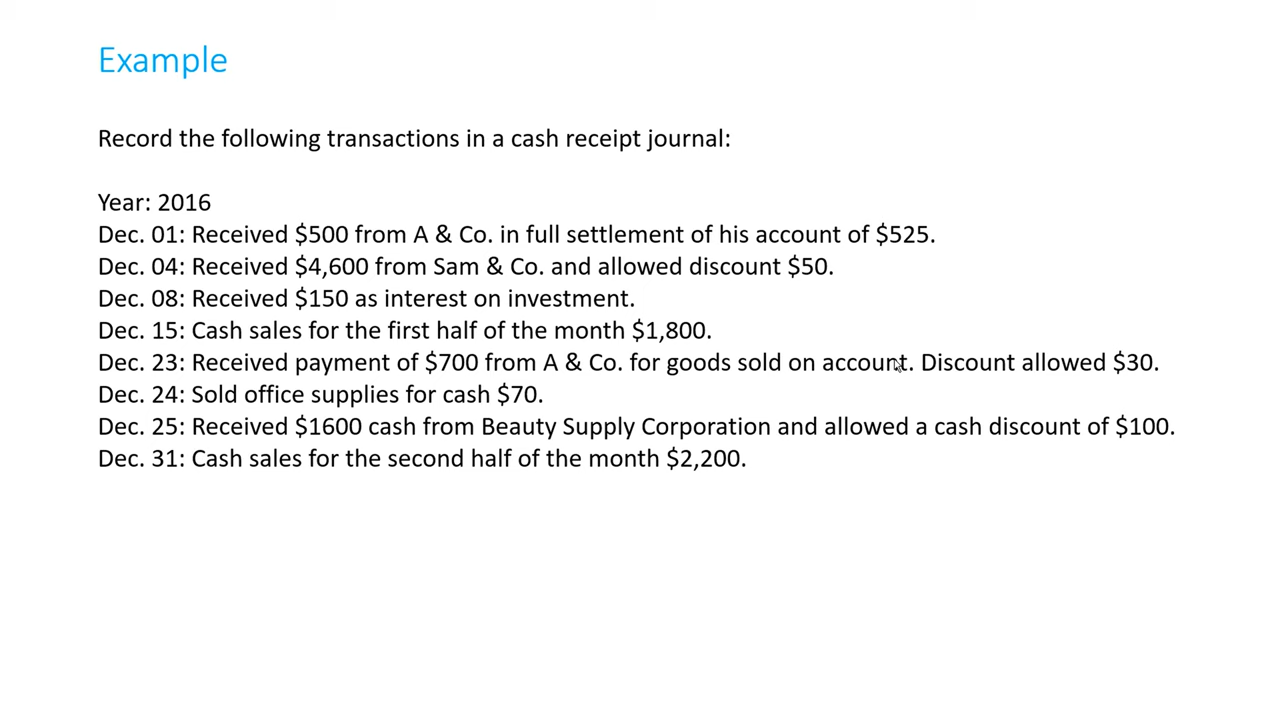 Example
Record the following transactions in a cash receipt journal:
Year: 2016
Dec. 01: Received $500 from A & Co. in full settlement of his account of $525.
Dec. 04: Received $4,600 from Sam & Co. and allowed discount $50.
Dec. 08: Received $150 as interest on investment.
Dec. 15: Cash sales for the first half of the month $1,800.
Dec. 23: Received payment of $700 from A & Co. for goods sold on account. Discount allowed $30.
Dec. 24: Sold office supplies for cash $70.
Dec. 25: Received $1600 cash from Beauty Supply Corporation and allowed a cash discount of $100.
Dec. 31: Cash sales for the second half of the month $2,200.